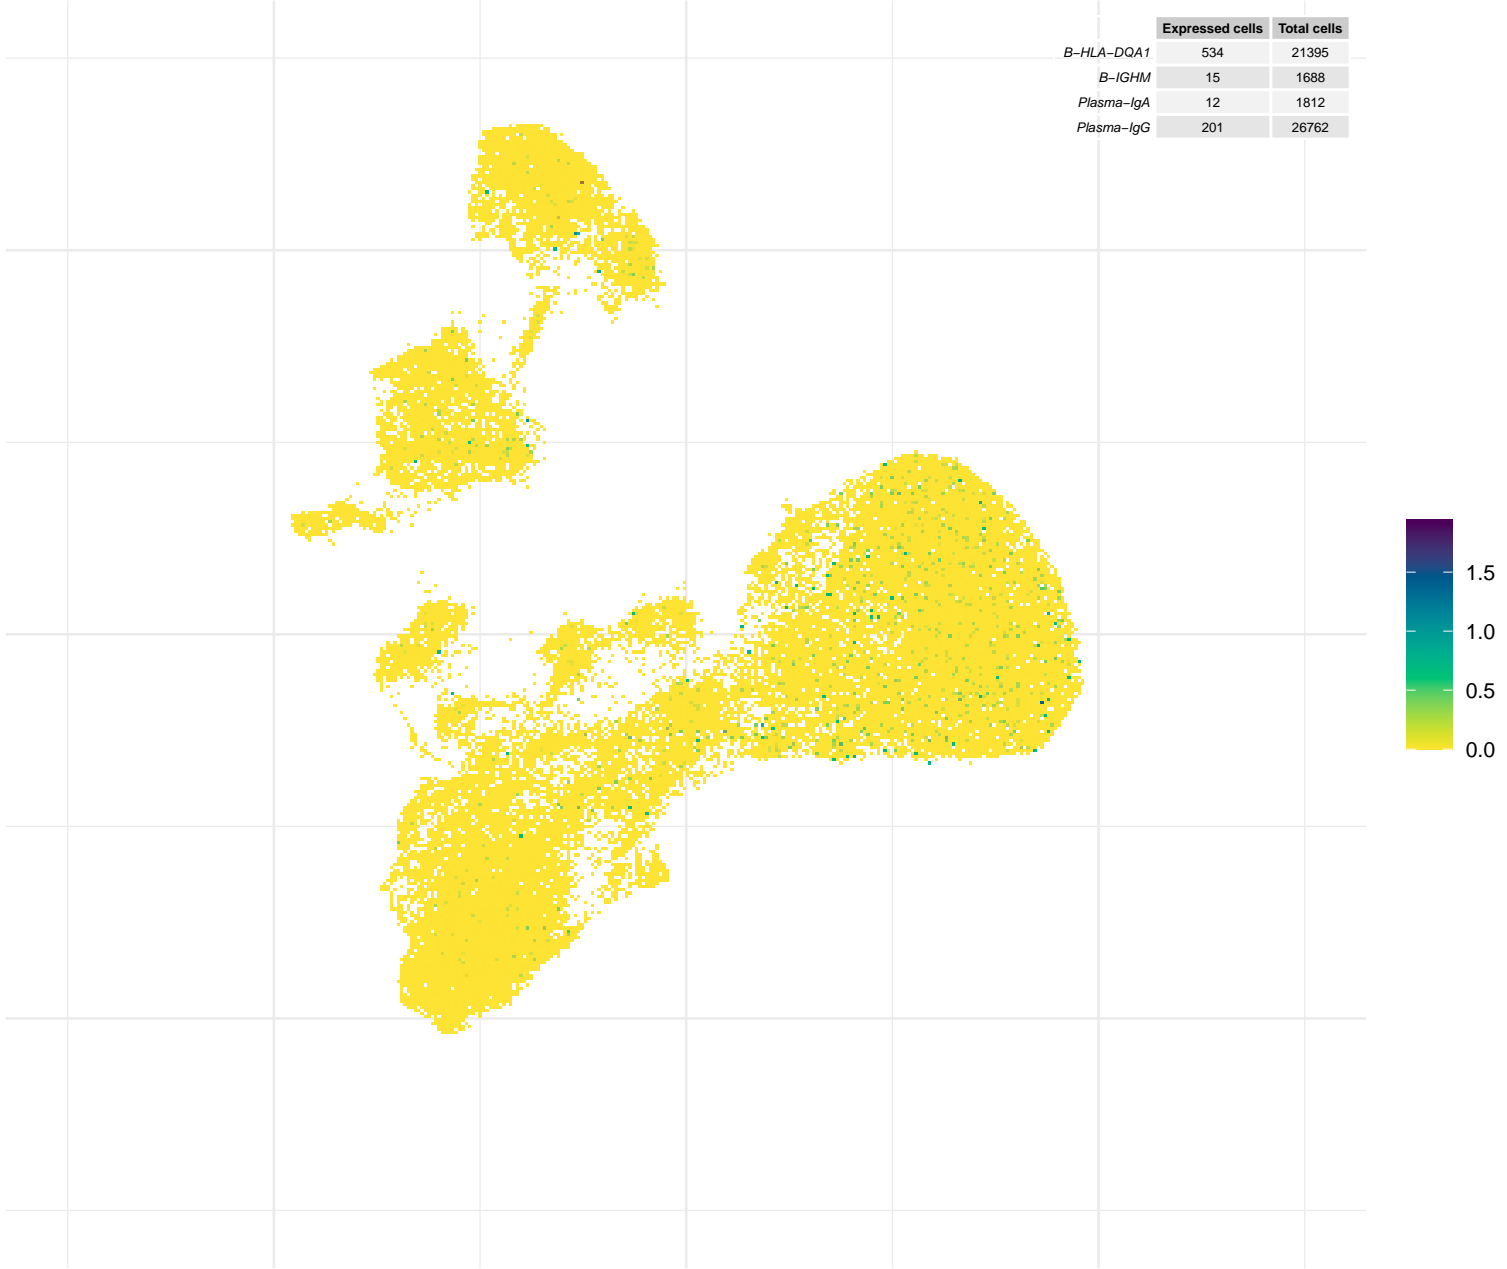 Expressed cells Total cells
B−HLA−DQA1 534 21395
B−IGHM 15 1688
Plasma−IgA 12 1812
Plasma−IgG 201 26762
1.5
1.0
0.5
0.0